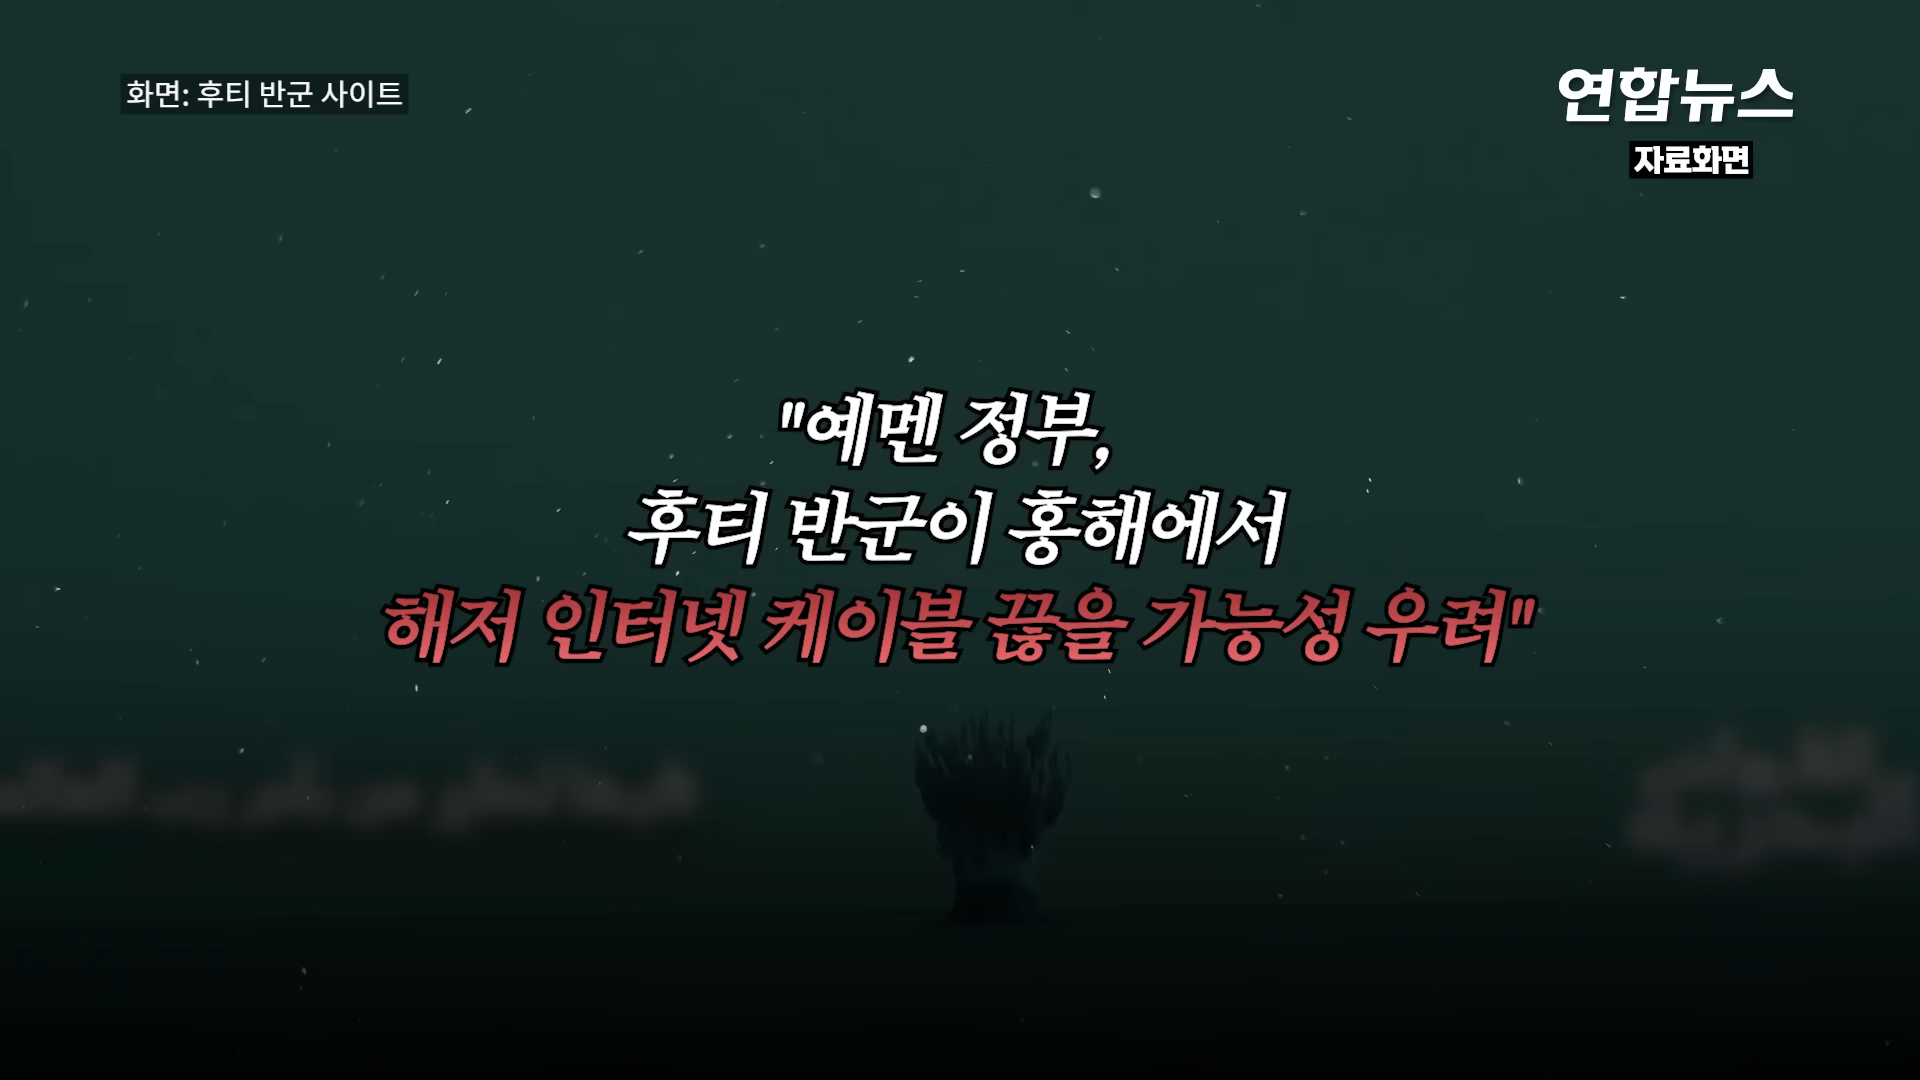 화면: 후티 반군 사이트
연합뉴스
자료화면
"예멘 정부,
후티 반군이 홍해에서
해저 인터넷 케이블 끊을 가능성 우려"